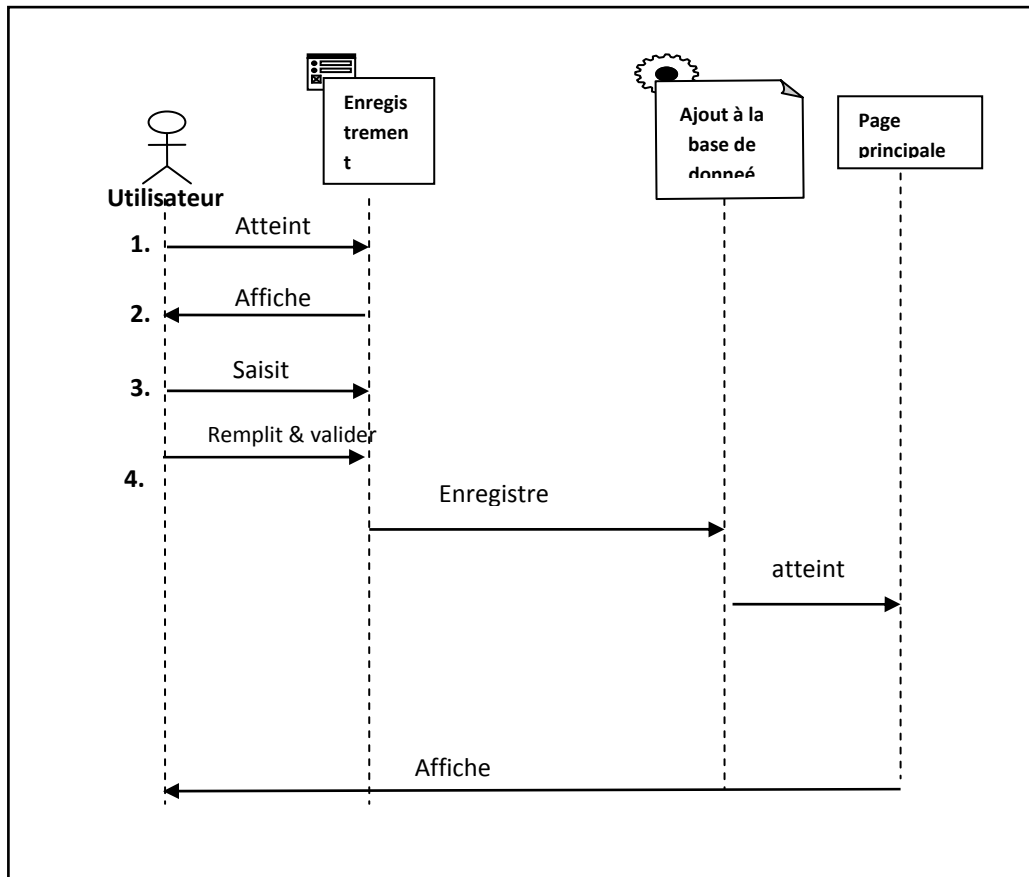 Enregis
tremen
t
Ajout à la
base de
donneé
Page
principale
Utilisateur
Atteint
1.
Affiche
2.
Saisit
3.
Remplit & valider
4.
Enregistre
atteint
Affiche